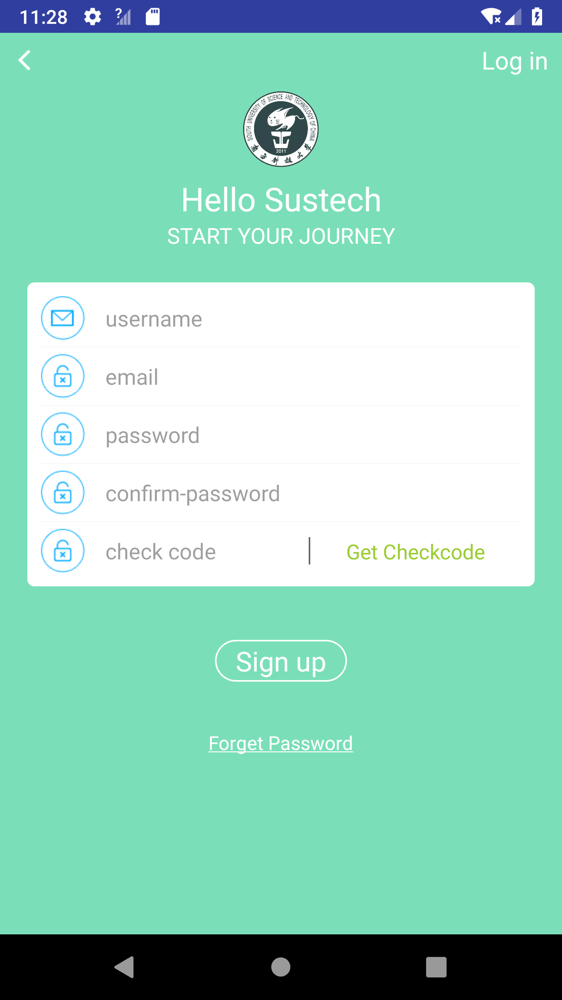 11:28
Log in
SOUTH UNIVERSITY OF SCIENCE AND TECHNOLOGY OF CHINA
2011
南方科技大学
Hello Sustech
START YOUR JOURNEY
username
email
password
confirm-password
check code
Get Checkcode
Sign up
Forget Password